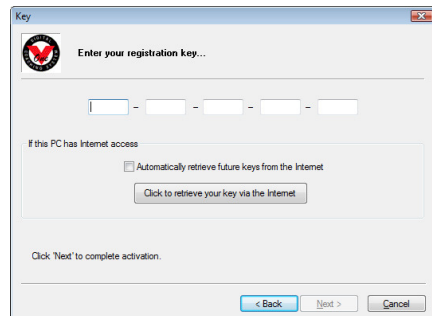 Key
Enter your registration key...
- - - -
If this PC has Internet access
Automatically retrieve future keys from the Internet
Click to retrieve your key via the Internet
Click 'Next' to complete activation.
< Back Next > Cancel